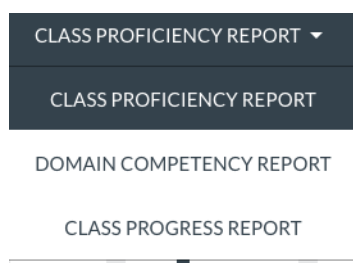 CLASS PROFICIENCY REPORT
CLASS PROFICIENCY REPORT
DOMAIN COMPETENCY REPORT
CLASS PROGRESS REPORT